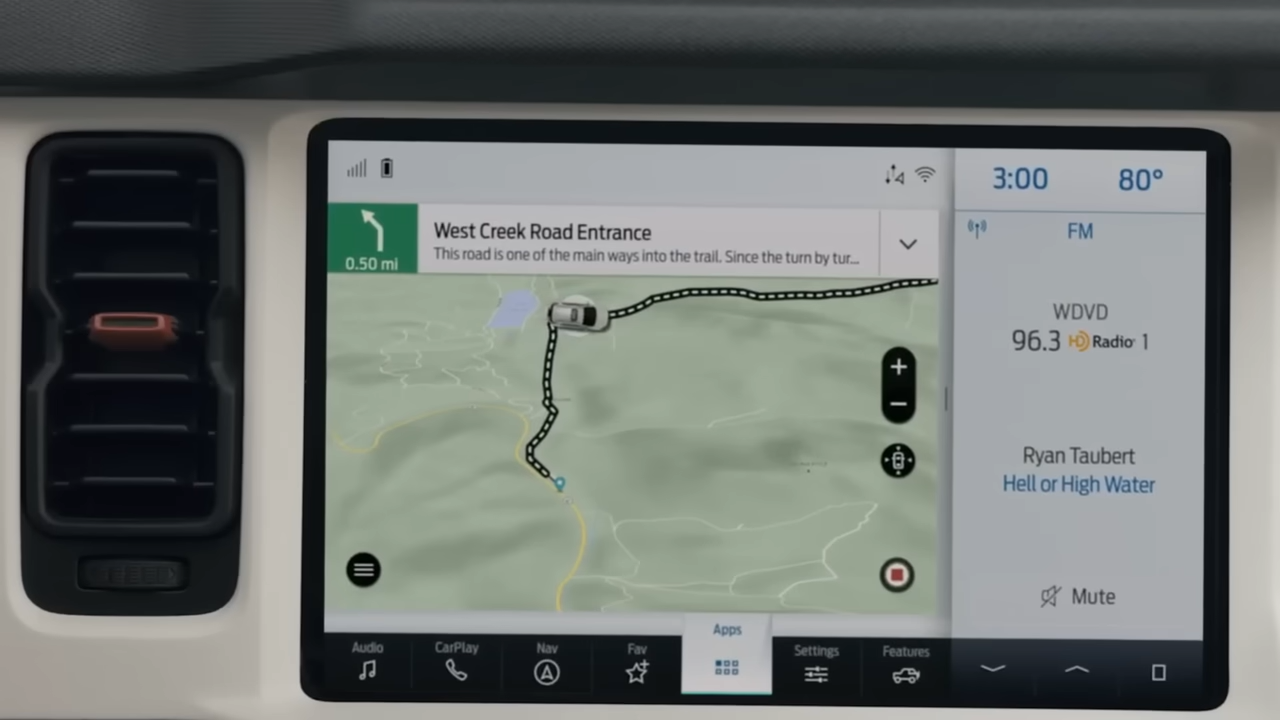 3:00 80°
0.50 mi
West Creek Road Entrance
This road is one of the main ways into the trail. Since the turn by tur...
FM
WDVD
96.3 HD Radio 1
Ryan Taubert
Hell or High Water
Mute
Audio CarPlay Nav Fav Apps Settings Features